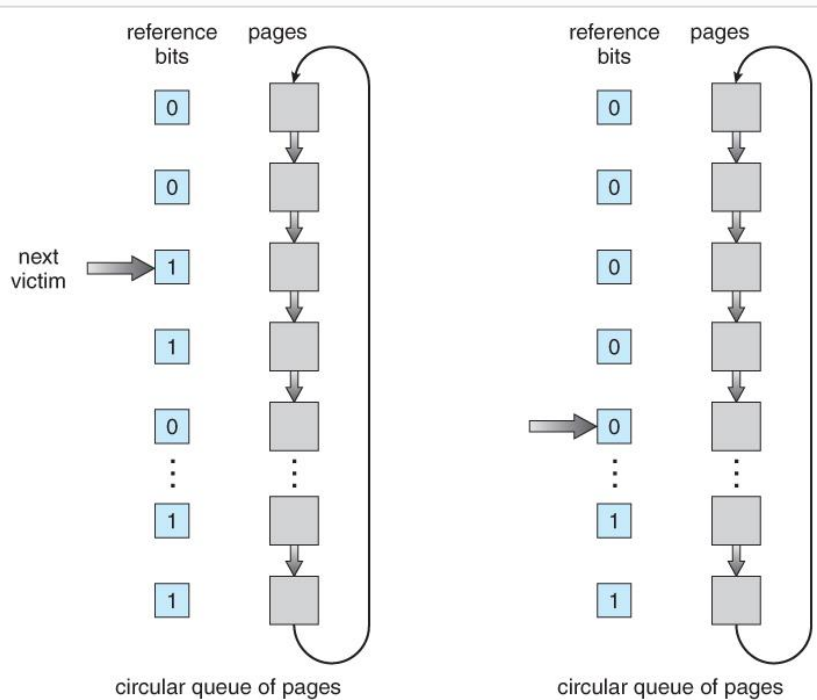 reference bits
pages
0
0
next victim
1
1
0
1
1
circular queue of pages
reference bits
pages
0
0
0
0
0
1
1
circular queue of pages